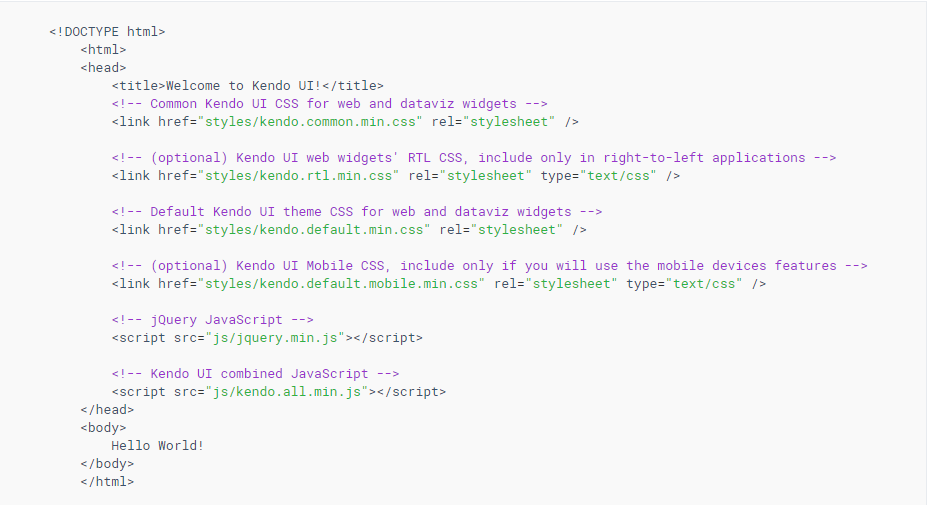 <!DOCTYPE html>
<html>
<head>
<title>Welcome to Kendo UI!</title>
<!-- Common Kendo UI CSS for web and dataviz widgets -->
<link href="styles/kendo.common.min.css" rel="stylesheet" />
<!-- (optional) Kendo UI web widgets' RTL CSS, include only in right-to-left applications -->
<link href="styles/kendo.rtl.min.css" rel="stylesheet" type="text/css" />
<!-- Default Kendo UI theme CSS for web and dataviz widgets -->
<link href="styles/kendo.default.min.css" rel="stylesheet" />
<!-- (optional) Kendo UI Mobile CSS, include only if you will use the mobile devices features -->
<link href="styles/kendo.default.mobile.min.css" rel="stylesheet" type="text/css" />
<!-- jQuery JavaScript -->
<script src="js/jquery.min.js"></script>
<!-- Kendo UI combined JavaScript -->
<script src="js/kendo.all.min.js"></script>
</head>
<body>
Hello World!
</body>
</html>